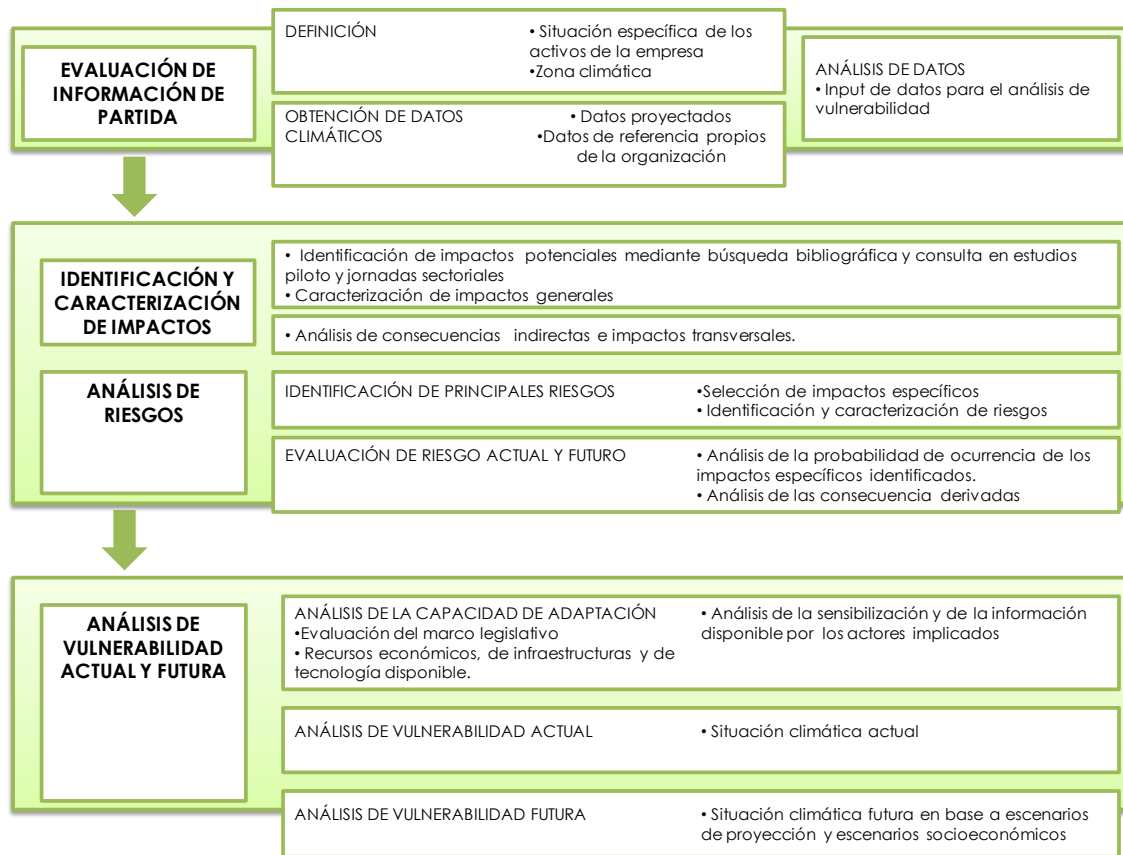 EVALUACIÓN DE
INFORMACIÓN DE
PARTIDA
DEFINICIÓN
• Situación específica de los
activos de la empresa
•Zona climática
OBTENCIÓN DE DATOS
CLIMÁTICOS
• Datos proyectados
•Datos de referencia propios
de la organización
ANÁLISIS DE DATOS
• Input de datos para el análisis de
vulnerabilidad
IDENTIFICACIÓN Y
CARACTERIZACIÓN
DE IMPACTOS
• Identificación de impactos potenciales mediante búsqueda bibliográfica y consulta en estudios
piloto y jornadas sectoriales
• Caracterización de impactos generales
• Análisis de consecuencias indirectas e impactos transversales.
ANÁLISIS DE
RIESGOS
IDENTIFICACIÓN DE PRINCIPALES RIESGOS
•Selección de impactos específicos
• Identificación y caracterización de riesgos
EVALUACIÓN DE RIESGO ACTUAL Y FUTURO
• Análisis de la probabilidad de ocurrencia de los
impactos específicos identificados.
• Análisis de las consecuencia derivadas
ANÁLISIS DE
VULNERABILIDAD
ACTUAL Y FUTURA
ANÁLISIS DE LA CAPACIDAD DE ADAPTACIÓN
•Evaluación del marco legislativo
• Recursos económicos, de infraestructuras y de
tecnología disponible.
• Análisis de la sensibilización y de la información
disponible por los actores implicados
ANÁLISIS DE VULNERABILIDAD ACTUAL
• Situación climática actual
ANÁLISIS DE VULNERABILIDAD FUTURA
• Situación climática futura en base a escenarios
de proyección y escenarios socioeconómicos